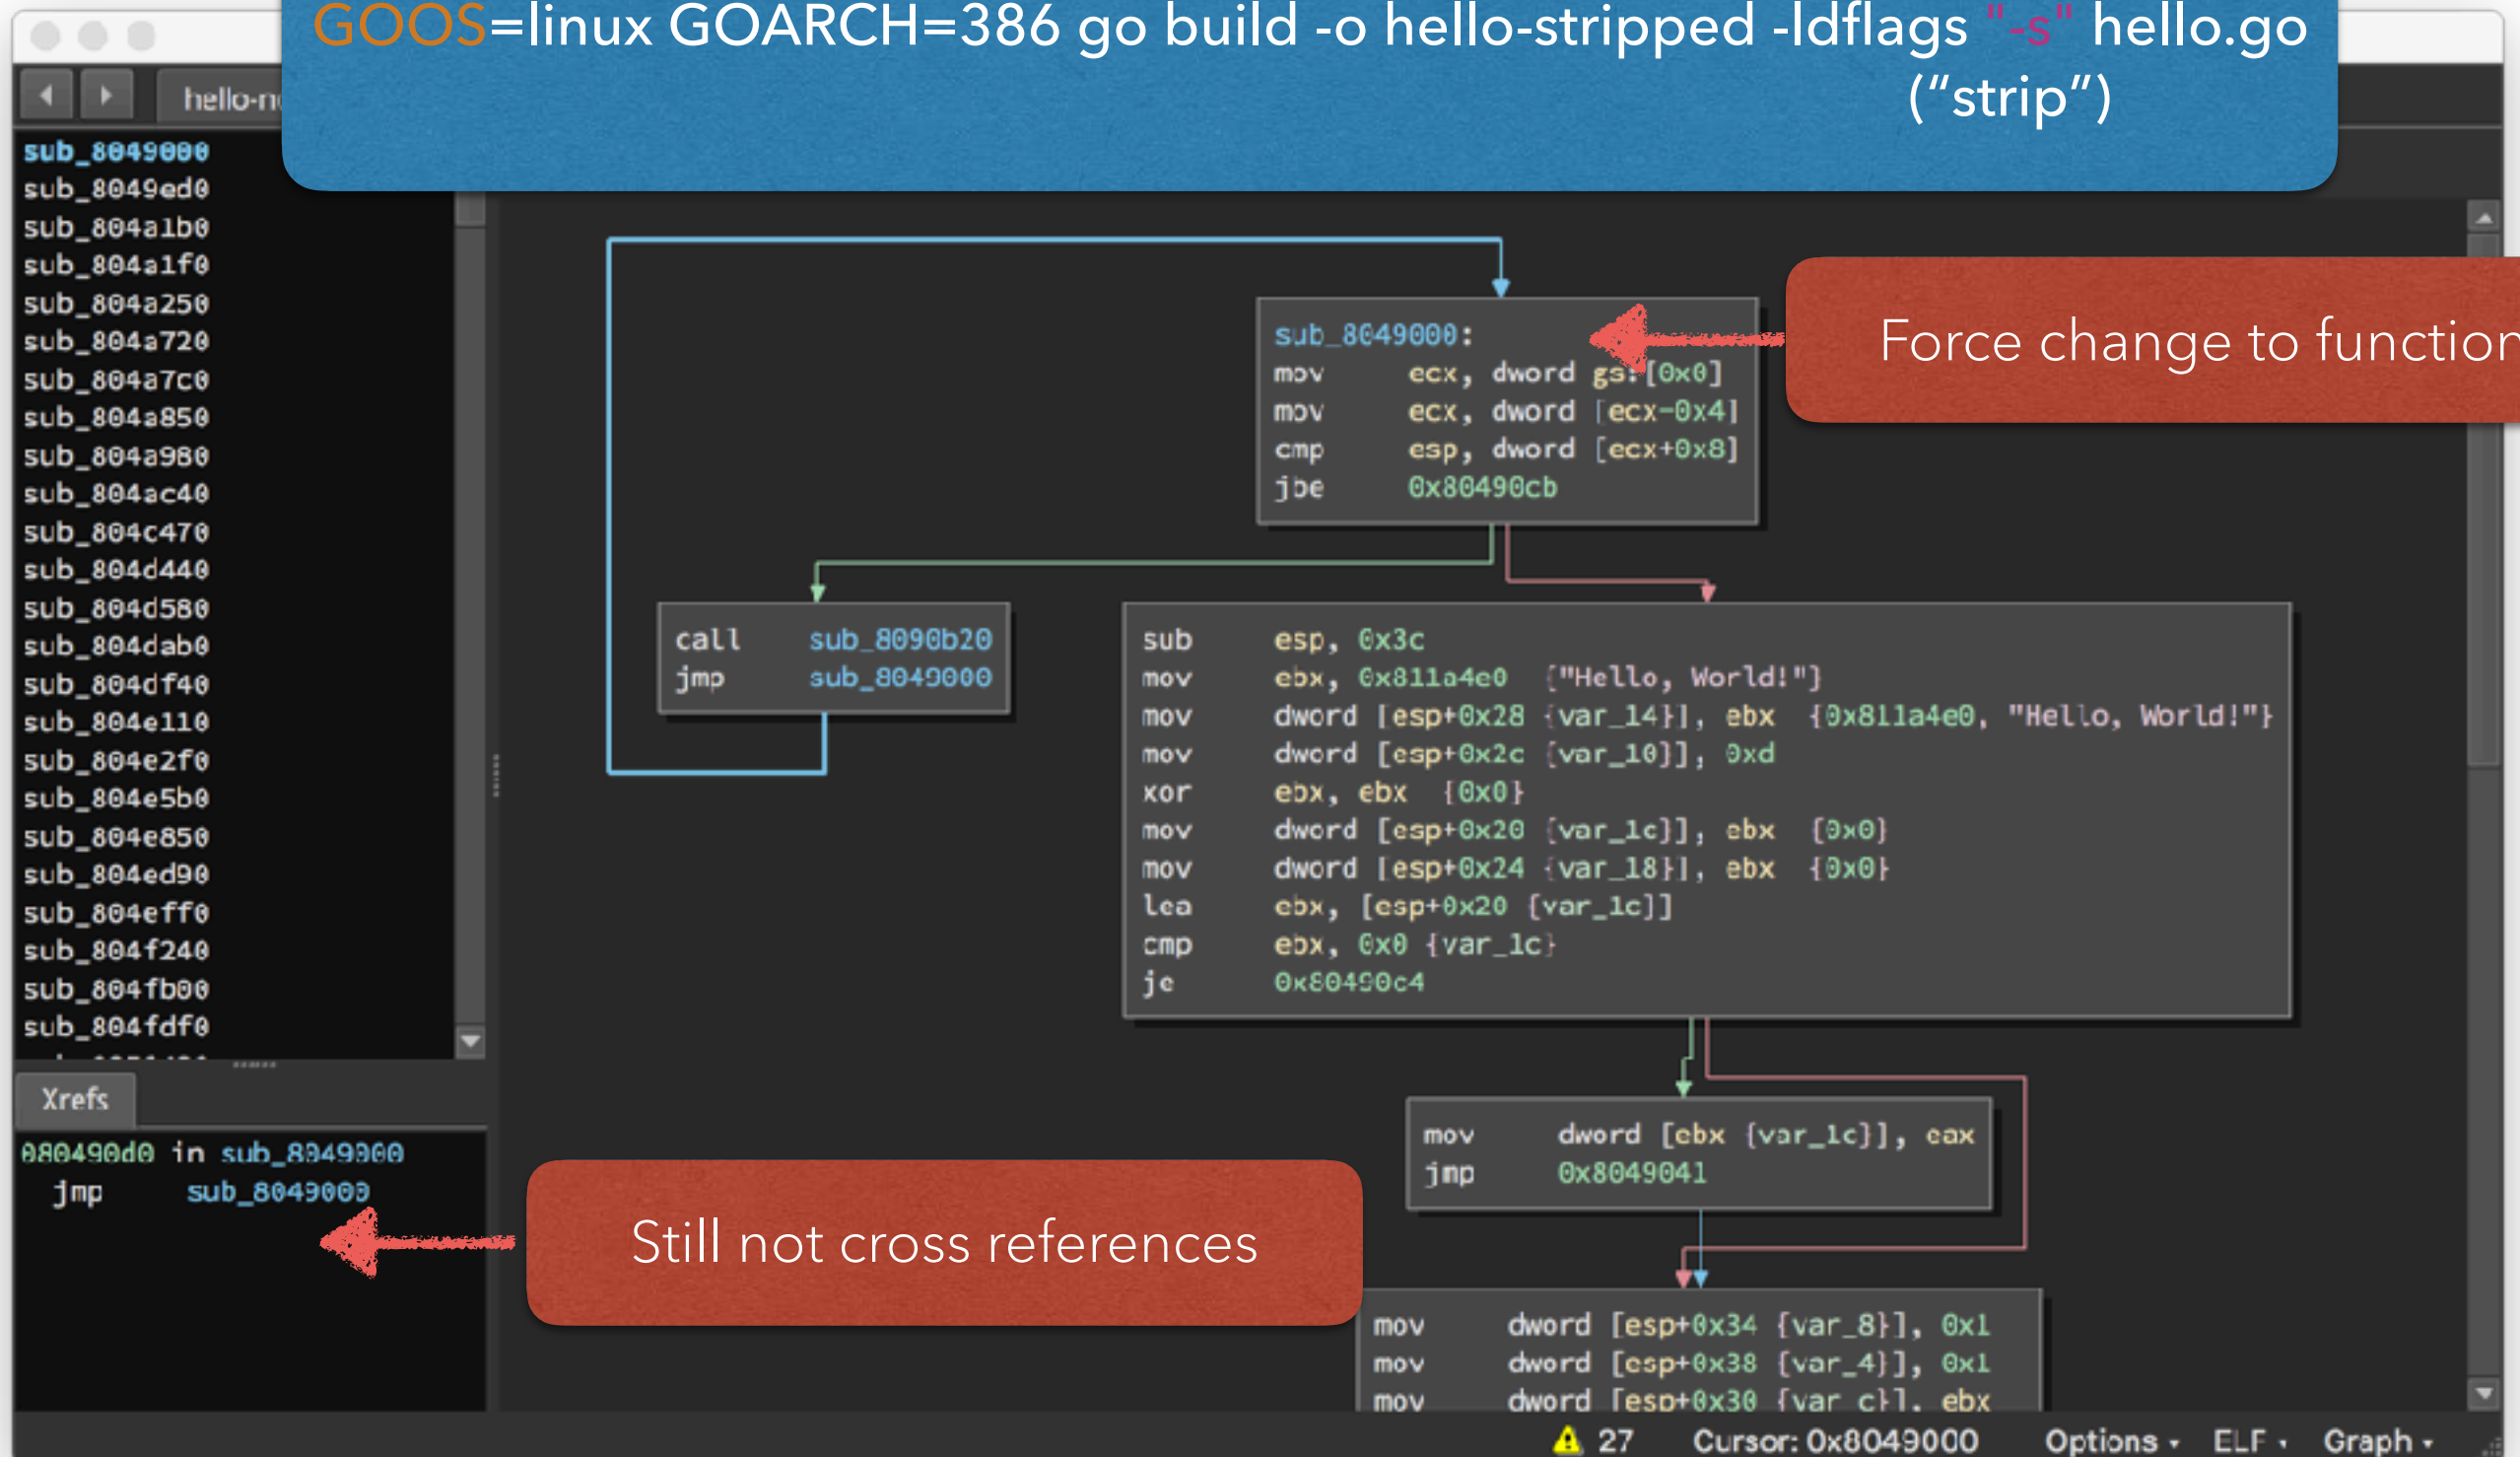 GOOS=linux GOARCH=386 go build -o hello-stripped -ldflags "-s" hello.go
("strip")
sub_8049000
sub_8049ed0
sub_804a1b0
sub_804a1f0
sub_804a250
sub_804a720
sub_804a7c0
sub_804a850
sub_804a980
sub_804ac40
sub_804c470
sub_804d440
sub_804d580
sub_804dab0
sub_804df40
sub_804e110
sub_804e2f0
sub_804e5b0
sub_804e850
sub_804ed90
sub_804eff0
sub_804f240
sub_804fb00
sub_804fdf0
Xrefs
080490d0 in sub_8049000
jmp sub_8049000
sub_8049000:
mov ecx, dword gs:[0x0]
mov ecx, dword [ecx-0x4]
cmp esp, dword [ecx+0x8]
jbe 0x80490cb
Force change to function
call sub_8090b20
jmp sub_8049000
sub esp, 0x3c
mov ebx, 0x811a4e0 {"Hello, World!"}
mov dword [esp+0x28 {var_14}], ebx {0x811a4e0, "Hello, World!"}
mov dword [esp+0x2c {var_10}], 0xd
xor ebx, ebx {0x0}
mov dword [esp+0x20 {var_1c}], ebx {0x0}
mov dword [esp+0x24 {var_18}], ebx {0x0}
lea ebx, [esp+0x20 {var_1c}]
cmp ebx, 0x0 {var_1c}
je 0x80490c4
mov dword [ebx {var_1c}], eax
jmp 0x8049041
Still not cross references
mov dword [esp+0x34 {var_8}], 0x1
mov dword [esp+0x38 {var_4}], 0x1
mov dword [esp+0x30 {var_c}], ebx
27 Cursor: 0x8049000 Options ELF Graph